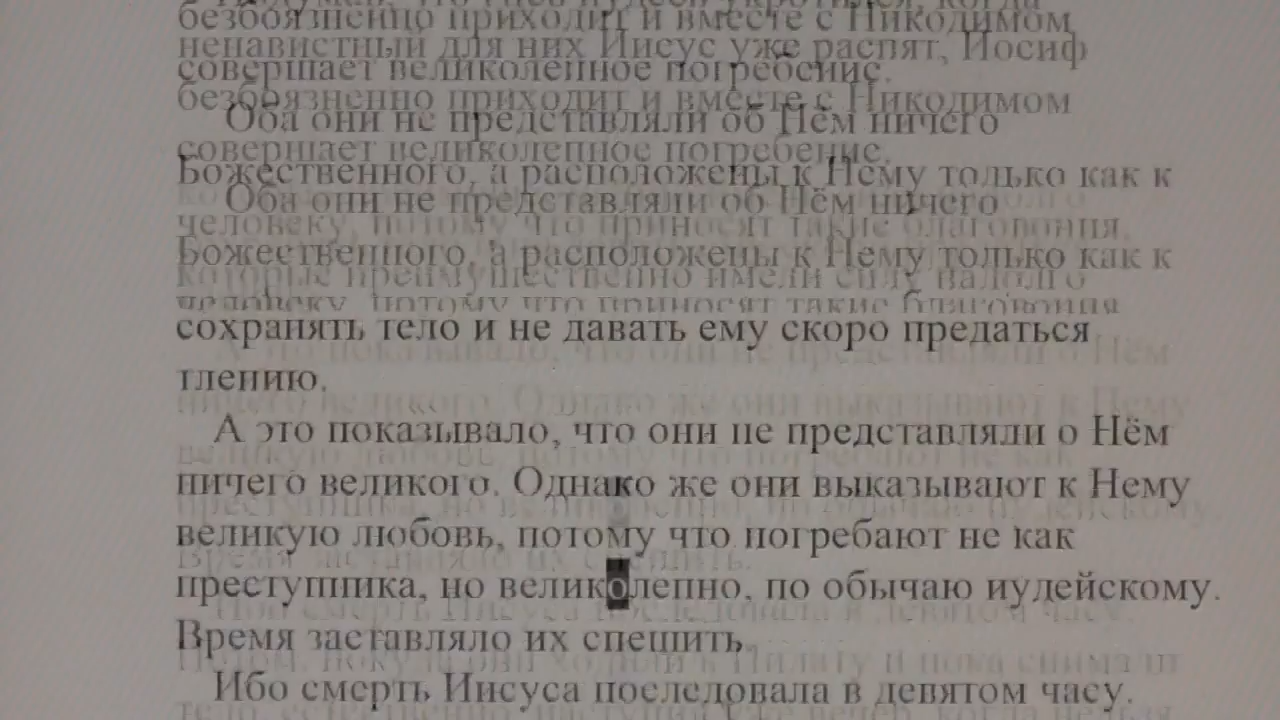 безбоязненно приходит и вместе с Никодимом
ненавистный для них Иисус уже распят, Иосиф
совершает великолепное погребение.
безбоязненно приходит и вместе с Никодимом
Оба они не представляли об Нём ничего
совершает великолепное погребение.
Божественного, а расположены к Нему только как к
Оба они не представляли об Нём ничего
человеку, потому что приносят такие благовония,
Божественного, а расположены к Нему только как к
которые преимущественно имели силу надолго
человеку, потому что приносят такие благовония
сохранять тело и не давать ему скоро предаться
тлению.
А это показывало, что они не представляли о Нём
ничего великого. Однако же они выказывают к Нему
великую любовь, потому что погребают не как
преступника, но великолепно, по обычаю иудейскому.
Время заставляло их спешить.
Ибо смерть Иисуса последовала в девятом часу.